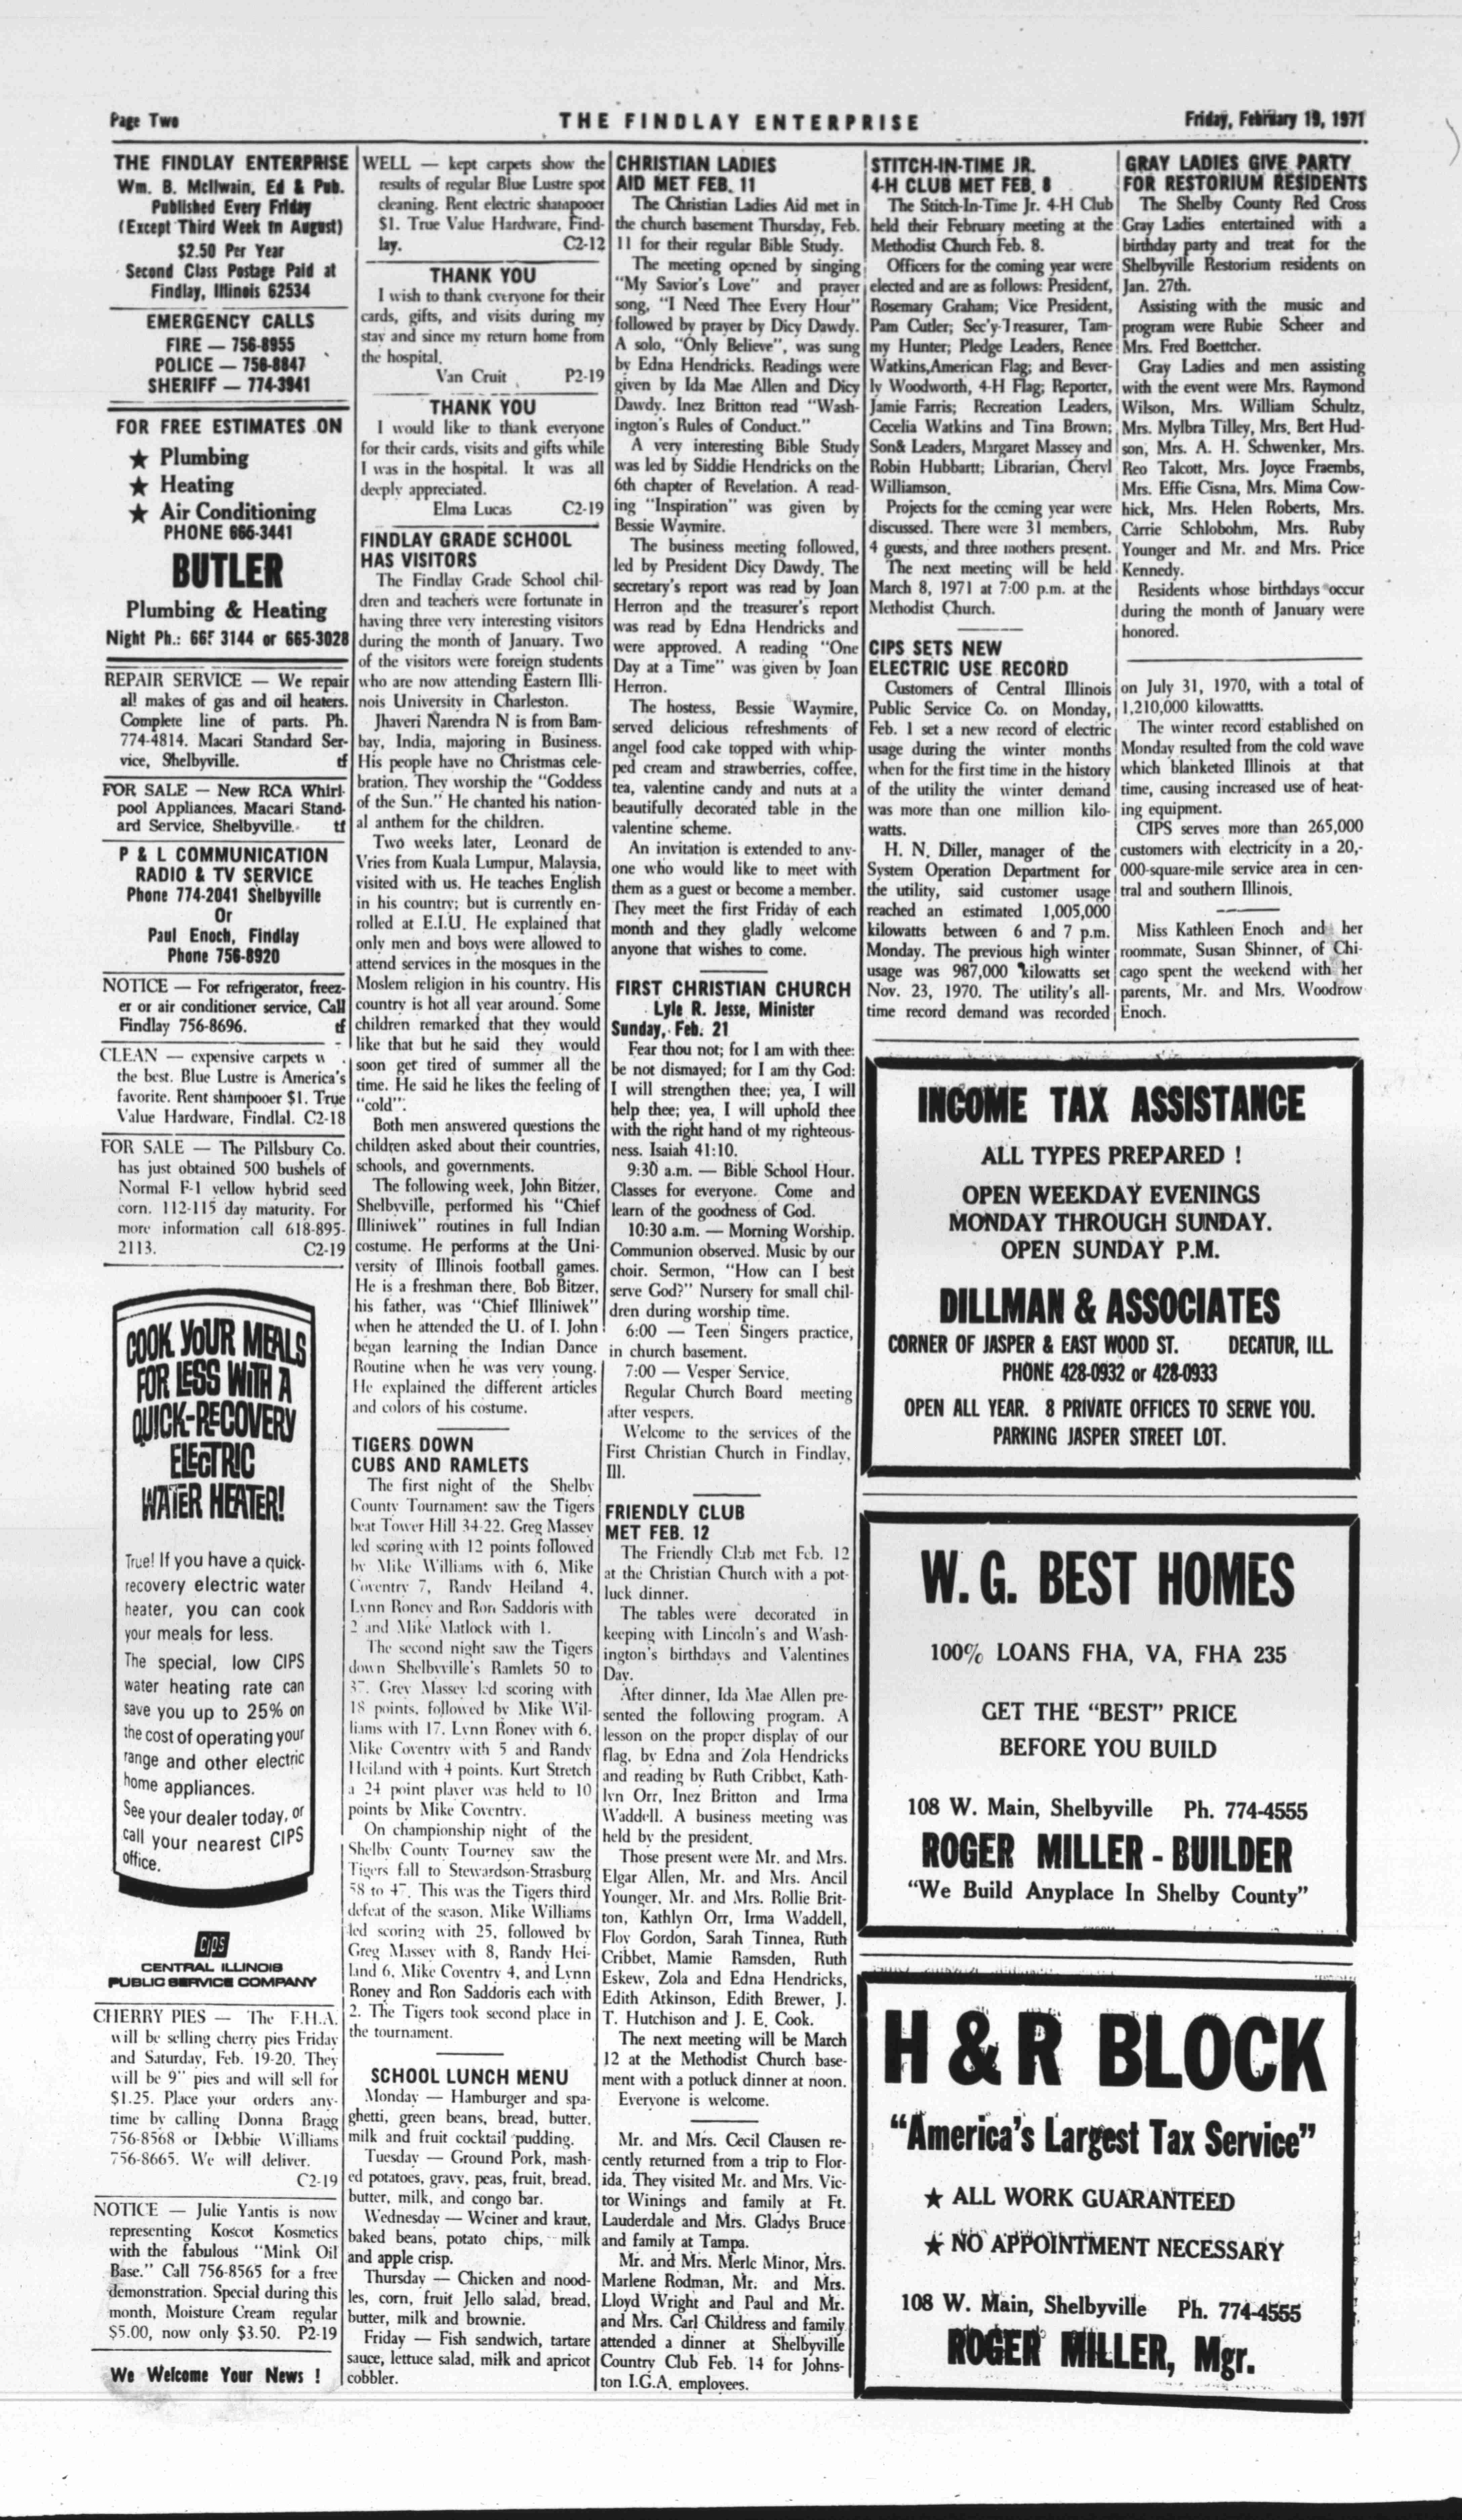 Page Two
THE FINDLAY ENTERPRISE
Friday, February 19, 1971
THE FINDLAY ENTERPRISE
Wm. B. McIlwain, Ed & Pub.
Published Every Friday
(Except Third Week in August)
$2.50 Per Year
Second Class Postage Paid at
Findlay, Illinois 62534
EMERGENCY CALLS
FIRE — 756-8955
POLICE — 756-8847
SHERIFF — 774-3941
FOR FREE ESTIMATES ON
★ Plumbing
★ Heating
★ Air Conditioning
PHONE 665-3441
BUTLER
Plumbing & Heating
Night Ph.: 665 3144 or 665-3028
REPAIR SERVICE — We repair
all makes of gas and oil heaters.
Complete line of parts. Ph.
774-4814. Macari Standard Ser-
vice, Shelbyville. tf
FOR SALE — New RCA Whirl-
pool Appliances. Macari Stand-
ard Service, Shelbyville. tf
P & L COMMUNICATION
RADIO & TV SERVICE
Phone 774-2041 Shelbyville
Or
Paul Enoch, Findlay
Phone 756-8920
NOTICE — For refrigerator, freez-
er or air conditioner service, Call
Findlay 756-8696. tf
CLEAN — expensive carpets w
the best. Blue Lustre is America's
favorite. Rent shampooer $1. True
Value Hardware, Findlal. C2-18
FOR SALE — The Pillsbury Co.
has just obtained 500 bushels of
Normal F-1 yellow hybrid seed
corn. 112-115 day maturity. For
more information call 618-895-
2113. C2-19
COOK YOUR MEALS
FOR LESS WITH A
QUICK-RECOVERY
ELECTRIC
WATER HEATER!
True! If you have a quick-
recovery electric water
heater, you can cook
your meals for less.
The special, low CIPS
water heating rate can
save you up to 25% on
the cost of operating your
range and other electric
home appliances.
See your dealer today, or
call your nearest CIPS
office.
CIPS
CENTRAL ILLINOIS
PUBLIC SERVICE COMPANY
CHERRY PIES — The F.H.A.
will be selling cherry pies Friday
and Saturday, Feb. 19-20. They
will be 9" pies and will sell for
$1.25. Place your orders any-
time by calling Donna Bragg
756-8568 or Debbie Williams
756-8665. We will deliver.
C2-19
NOTICE — Julie Yantis is now
representing Koscot Kosmetics
with the fabulous "Mink Oil
Base." Call 756-8565 for a free
demonstration. Special during this
month, Moisture Cream regular
$5.00, now only $3.50. P2-19
We Welcome Your News !
WELL — kept carpets show the
results of regular Blue Lustre spot
cleaning. Rent electric shampooer
$1. True Value Hardware, Find-
lay. C2-12
THANK YOU
I wish to thank everyone for their
cards, gifts, and visits during my
stay and since my return home from
the hospital.
Van Cruit P2-19
THANK YOU
I would like to thank everyone
for their cards, visits and gifts while
I was in the hospital. It was all
deeply appreciated.
Elma Lucas C2-19
FINDLAY GRADE SCHOOL
HAS VISITORS
The Findlay Grade School chil-
dren and teachers were fortunate in
having three very interesting visitors
during the month of January. Two
of the visitors were foreign students
who are now attending Eastern Illi-
nois University in Charleston.
Jhaveri Narendra N is from Bam-
bay, India, majoring in Business.
His people have no Christmas cele-
bration. They worship the "Goddess
of the Sun." He chanted his nation-
al anthem for the children.
Two weeks later, Leonard de
Vries from Kuala Lumpur, Malaysia,
visited with us. He teaches English
in his country; but is currently en-
rolled at E.I.U. He explained that
only men and boys were allowed to
attend services in the mosques in the
Moslem religion in his country. His
country is hot all year around. Some
children remarked that they would
like that but he said they would
soon get tired of summer all the
time. He said he likes the feeling of
"cold".
Both men answered questions the
children asked about their countries,
schools, and governments.
The following week, John Bitzer,
Shelbyville, performed his "Chief
Illiniwek" routines in full Indian
costume. He performs at the Uni-
versity of Illinois football games.
He is a freshman there. Bob Bitzer,
his father, was "Chief Illiniwek"
when he attended the U. of I. John
began learning the Indian Dance
Routine when he was very young.
He explained the different articles
and colors of his costume.
TIGERS DOWN
CUBS AND RAMLETS
The first night of the Shelby
County Tournament saw the Tigers
beat Tower Hill 34-22. Greg Massey
led scoring with 12 points followed
by Mike Williams with 6, Mike
Coventry 7, Randy Heiland 4,
Lynn Roney and Ron Saddoris with
2 and Mike Matlock with 1.
The second night saw the Tigers
down Shelbyville's Ramlets 50 to
37. Grey Massey led scoring with
18 points, followed by Mike Wil-
liams with 17, Lynn Roney with 6,
Mike Coventry with 5 and Randy
Heiland with 4 points. Kurt Stretch
a 24 point player was held to 10
points by Mike Coventry.
On championship night of the
Shelby County Tourney saw the
Tigers fall to Stewardson-Strasburg
58 to 47. This was the Tigers third
defeat of the season. Mike Williams
led scoring with 25, followed by
Greg Massey with 8, Randy Hei-
land 6, Mike Coventry 4, and Lynn
Roney and Ron Saddoris each with
2. The Tigers took second place in
the tournament.
SCHOOL LUNCH MENU
Monday — Hamburger and spa-
ghetti, green beans, bread, butter,
milk and fruit cocktail pudding.
Tuesday — Ground Pork, mash-
ed potatoes, gravy, peas, fruit, bread,
butter, milk, and congo bar.
Wednesday — Weiner and kraut,
baked beans, potato chips, milk
and apple crisp.
Thursday — Chicken and nood-
les, corn, fruit Jello salad, bread,
butter, milk and brownie.
Friday — Fish sandwich, tartare
sauce, lettuce salad, milk and apricot
cobbler.
CHRISTIAN LADIES
AID MET FEB. 11
The Christian Ladies Aid met in
the church basement Thursday, Feb.
11 for their regular Bible Study.
The meeting opened by singing
"My Savior's Love" and prayer
song, "I Need Thee Every Hour"
followed by prayer by Dicy Dawdy.
A solo, "Only Believe", was sung
by Edna Hendricks. Readings were
given by Ida Mae Allen and Dicy
Dawdy. Inez Britton read "Wash-
ington's Rules of Conduct."
A very interesting Bible Study
was led by Siddie Hendricks on the
6th chapter of Revelation. A read-
ing "Inspiration" was given by
Bessie Waymire.
The business meeting followed,
led by President Dicy Dawdy. The
secretary's report was read by Joan
Herron and the treasurer's report
was read by Edna Hendricks and
were approved. A reading "One
Day at a Time" was given by Joan
Herron.
The hostess, Bessie Waymire,
served delicious refreshments of
angel food cake topped with whip-
ped cream and strawberries, coffee,
tea, valentine candy and nuts at a
beautifully decorated table in the
valentine scheme.
An invitation is extended to any-
one who would like to meet with
them as a guest or become a member.
They meet the first Friday of each
month and they gladly welcome
anyone that wishes to come.
FIRST CHRISTIAN CHURCH
Lyle R. Jesse, Minister
Sunday, Feb. 21
Fear thou not; for I am with thee:
be not dismayed; for I am thy God:
I will strengthen thee; yea, I will
help thee; yea, I will uphold thee
with the right hand of my righteous-
ness. Isaiah 41:10.
9:30 a.m. — Bible School Hour.
Classes for everyone. Come and
learn of the goodness of God.
10:30 a.m. — Morning Worship.
Communion observed. Music by our
choir. Sermon, "How can I best
serve God?" Nursery for small chil-
dren during worship time.
6:00 — Teen Singers practice,
in church basement.
7:00 — Vesper Service.
Regular Church Board meeting
after vespers.
Welcome to the services of the
First Christian Church in Findlay,
Ill.
FRIENDLY CLUB
MET FEB. 12
The Friendly Club met Feb. 12
at the Christian Church with a pot-
luck dinner.
The tables were decorated in
keeping with Lincoln's and Wash-
ington's birthdays and Valentines
Day.
After dinner, Ida Mae Allen pre-
sented the following program. A
lesson on the proper display of our
flag, by Edna and Zola Hendricks
and reading by Ruth Cribbet, Kath-
lyn Orr, Inez Britton and Irma
Waddell. A business meeting was
held by the president.
Those present were Mr. and Mrs.
Elgar Allen, Mr. and Mrs. Ancil
Younger, Mr. and Mrs. Rollie Brit-
ton, Kathlyn Orr, Irma Waddell,
Floy Gordon, Sarah Tinnea, Ruth
Cribbet, Mamie Ramsden, Ruth
Eskew, Zola and Edna Hendricks,
Edith Atkinson, Edith Brewer, J.
T. Hutchison and J. E. Cook.
The next meeting will be March
12 at the Methodist Church base-
ment with a potluck dinner at noon.
Everyone is welcome.
Mr. and Mrs. Cecil Clausen re-
cently returned from a trip to Flor-
ida. They visited Mr. and Mrs. Vic-
tor Winings and family at Ft.
Lauderdale and Mrs. Gladys Bruce
and family at Tampa.
Mr. and Mrs. Merle Minor, Mrs.
Marlene Rodman, Mr. and Mrs.
Lloyd Wright and Paul and Mr.
and Mrs. Carl Childress and family
attended a dinner at Shelbyville
Country Club Feb. 14 for Johns-
ton I.G.A. employees.
STITCH-IN-TIME JR.
4-H CLUB MET FEB. 8
The Stitch-In-Time Jr. 4-H Club
held their February meeting at the
Methodist Church Feb. 8.
Officers for the coming year were
elected and are as follows: President,
Rosemary Graham; Vice President,
Pam Cutler; Sec'y-Treasurer, Tam-
my Hunter; Pledge Leaders, Renee
Watkins,American Flag; and Bever-
ly Woodworth, 4-H Flag; Reporter,
Jamie Farris; Recreation Leaders,
Cecelia Watkins and Tina Brown;
Son& Leaders, Margaret Massey and
Robin Hubbartt; Librarian, Cheryl
Williamson.
Projects for the coming year were
discussed. There were 31 members,
4 guests, and three mothers present.
The next meeting will be held
March 8, 1971 at 7:00 p.m. at the
Methodist Church.
CIPS SETS NEW
ELECTRIC USE RECORD
Customers of Central Illinois
Public Service Co. on Monday,
Feb. 1 set a new record of electric
usage during the winter months
when for the first time in the history
of the utility the winter demand
was more than one million kilo-
watts.
H. N. Diller, manager of the
System Operation Department for
the utility, said customer usage
reached an estimated 1,005,000
kilowatts between 6 and 7 p.m.
Monday. The previous high winter
usage was 987,000 kilowatts set
Nov. 23, 1970. The utility's all-
time record demand was recorded
GRAY LADIES GIVE PARTY
FOR RESTORIUM RESIDENTS
The Shelby County Red Cross
Gray Ladies entertained with a
birthday party and treat for the
Shelbyville Restorium residents on
Jan. 27th.
Assisting with the music and
program were Rubie Scheer and
Mrs. Fred Boettcher.
Gray Ladies and men assisting
with the event were Mrs. Raymond
Wilson, Mrs. William Schultz,
Mrs. Mylbra Tilley, Mrs. Bert Hud-
son, Mrs. A. H. Schwenker, Mrs.
Reo Talcott, Mrs. Joyce Fraembs,
Mrs. Effie Cisna, Mrs. Mima Cow-
hick, Mrs. Helen Roberts, Mrs.
Carrie Schlobohm, Mrs. Ruby
Younger and Mr. and Mrs. Price
Kennedy.
Residents whose birthdays occur
during the month of January were
honored.
on July 31, 1970, with a total of
1,210,000 kilowattts.
The winter record established on
Monday resulted from the cold wave
which blanketed Illinois at that
time, causing increased use of heat-
ing equipment.
CIPS serves more than 265,000
customers with electricity in a 20,-
000-square-mile service area in cen-
tral and southern Illinois.
Miss Kathleen Enoch and her
roommate, Susan Shinner, of Chi-
cago spent the weekend with her
parents, Mr. and Mrs. Woodrow
Enoch.
INCOME TAX ASSISTANCE
ALL TYPES PREPARED !
OPEN WEEKDAY EVENINGS
MONDAY THROUGH SUNDAY.
OPEN SUNDAY P.M.
DILLMAN & ASSOCIATES
CORNER OF JASPER & EAST WOOD ST. DECATUR, ILL.
PHONE 428-0932 or 428-0933
OPEN ALL YEAR. 8 PRIVATE OFFICES TO SERVE YOU.
PARKING JASPER STREET LOT.
W. G. BEST HOMES
100% LOANS FHA, VA, FHA 235
GET THE "BEST" PRICE
BEFORE YOU BUILD
108 W. Main, Shelbyville Ph. 774-4555
ROGER MILLER - BUILDER
"We Build Anyplace In Shelby County"
H & R BLOCK
"America's Largest Tax Service"
★ ALL WORK GUARANTEED
★ NO APPOINTMENT NECESSARY
108 W. Main, Shelbyville Ph. 774-4555
ROGER MILLER, Mgr.